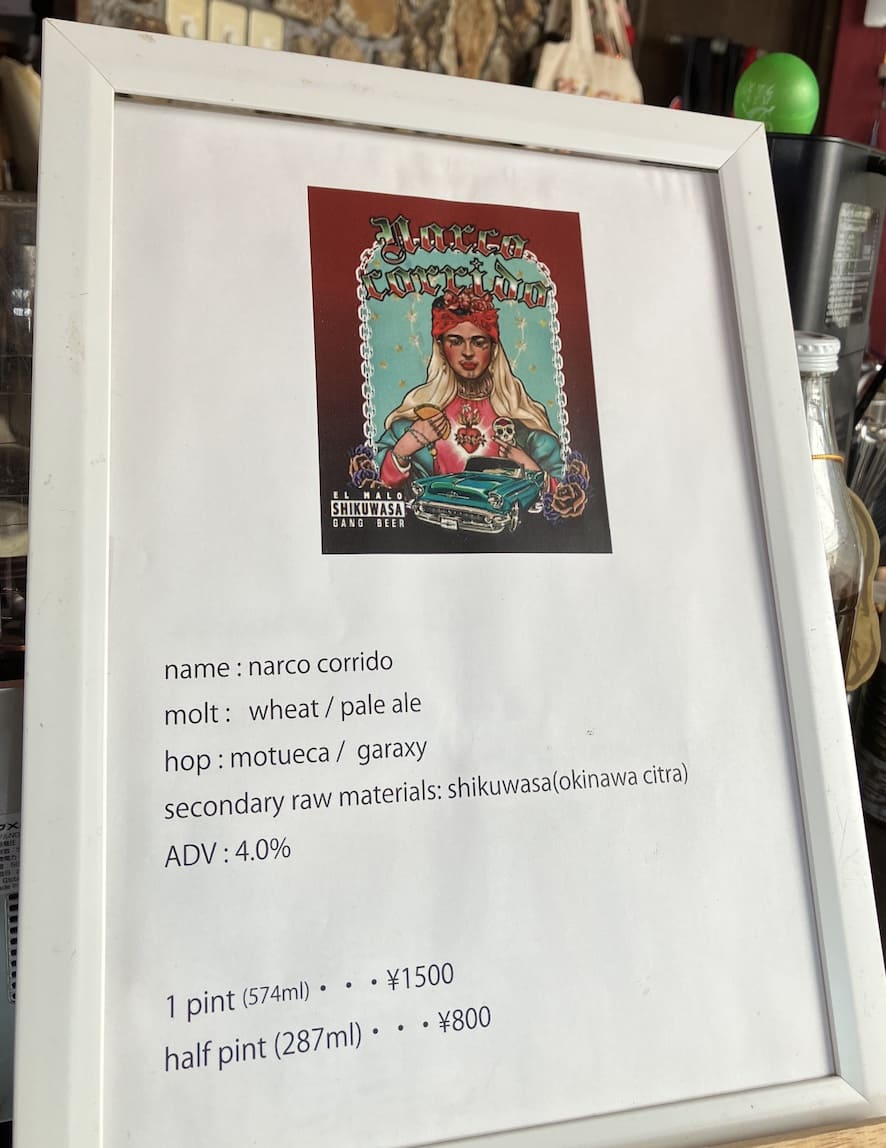 Narco
corrido
EL MALO
SHIKUWASA
GANG BEER
name : narco corrido
molt : wheat / pale ale
hop : motueca / garaxy
secondary raw materials: shikuwasa(okinawa citra)
ADV : 4.0%
1 pint (574ml)・・・¥1500
half pint (287ml)・・・¥800